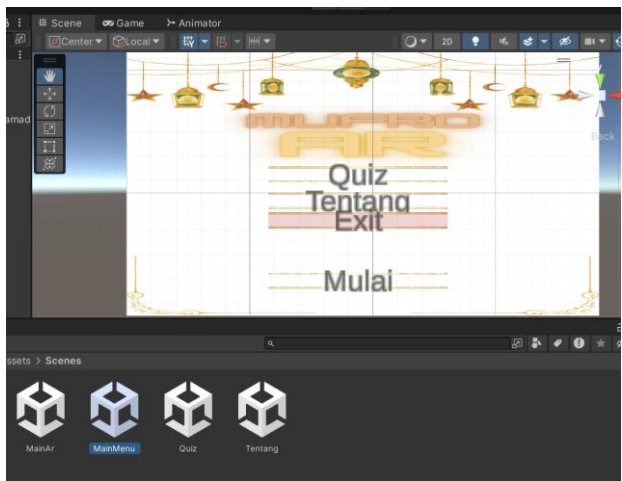 Scene Game Animator
Center Local 2D
amad
Back
MUFRO
AR
Quiz
Tentang
Exit
Mulai
ssets > Scenes
MainAr MainMenu Quiz Tentang